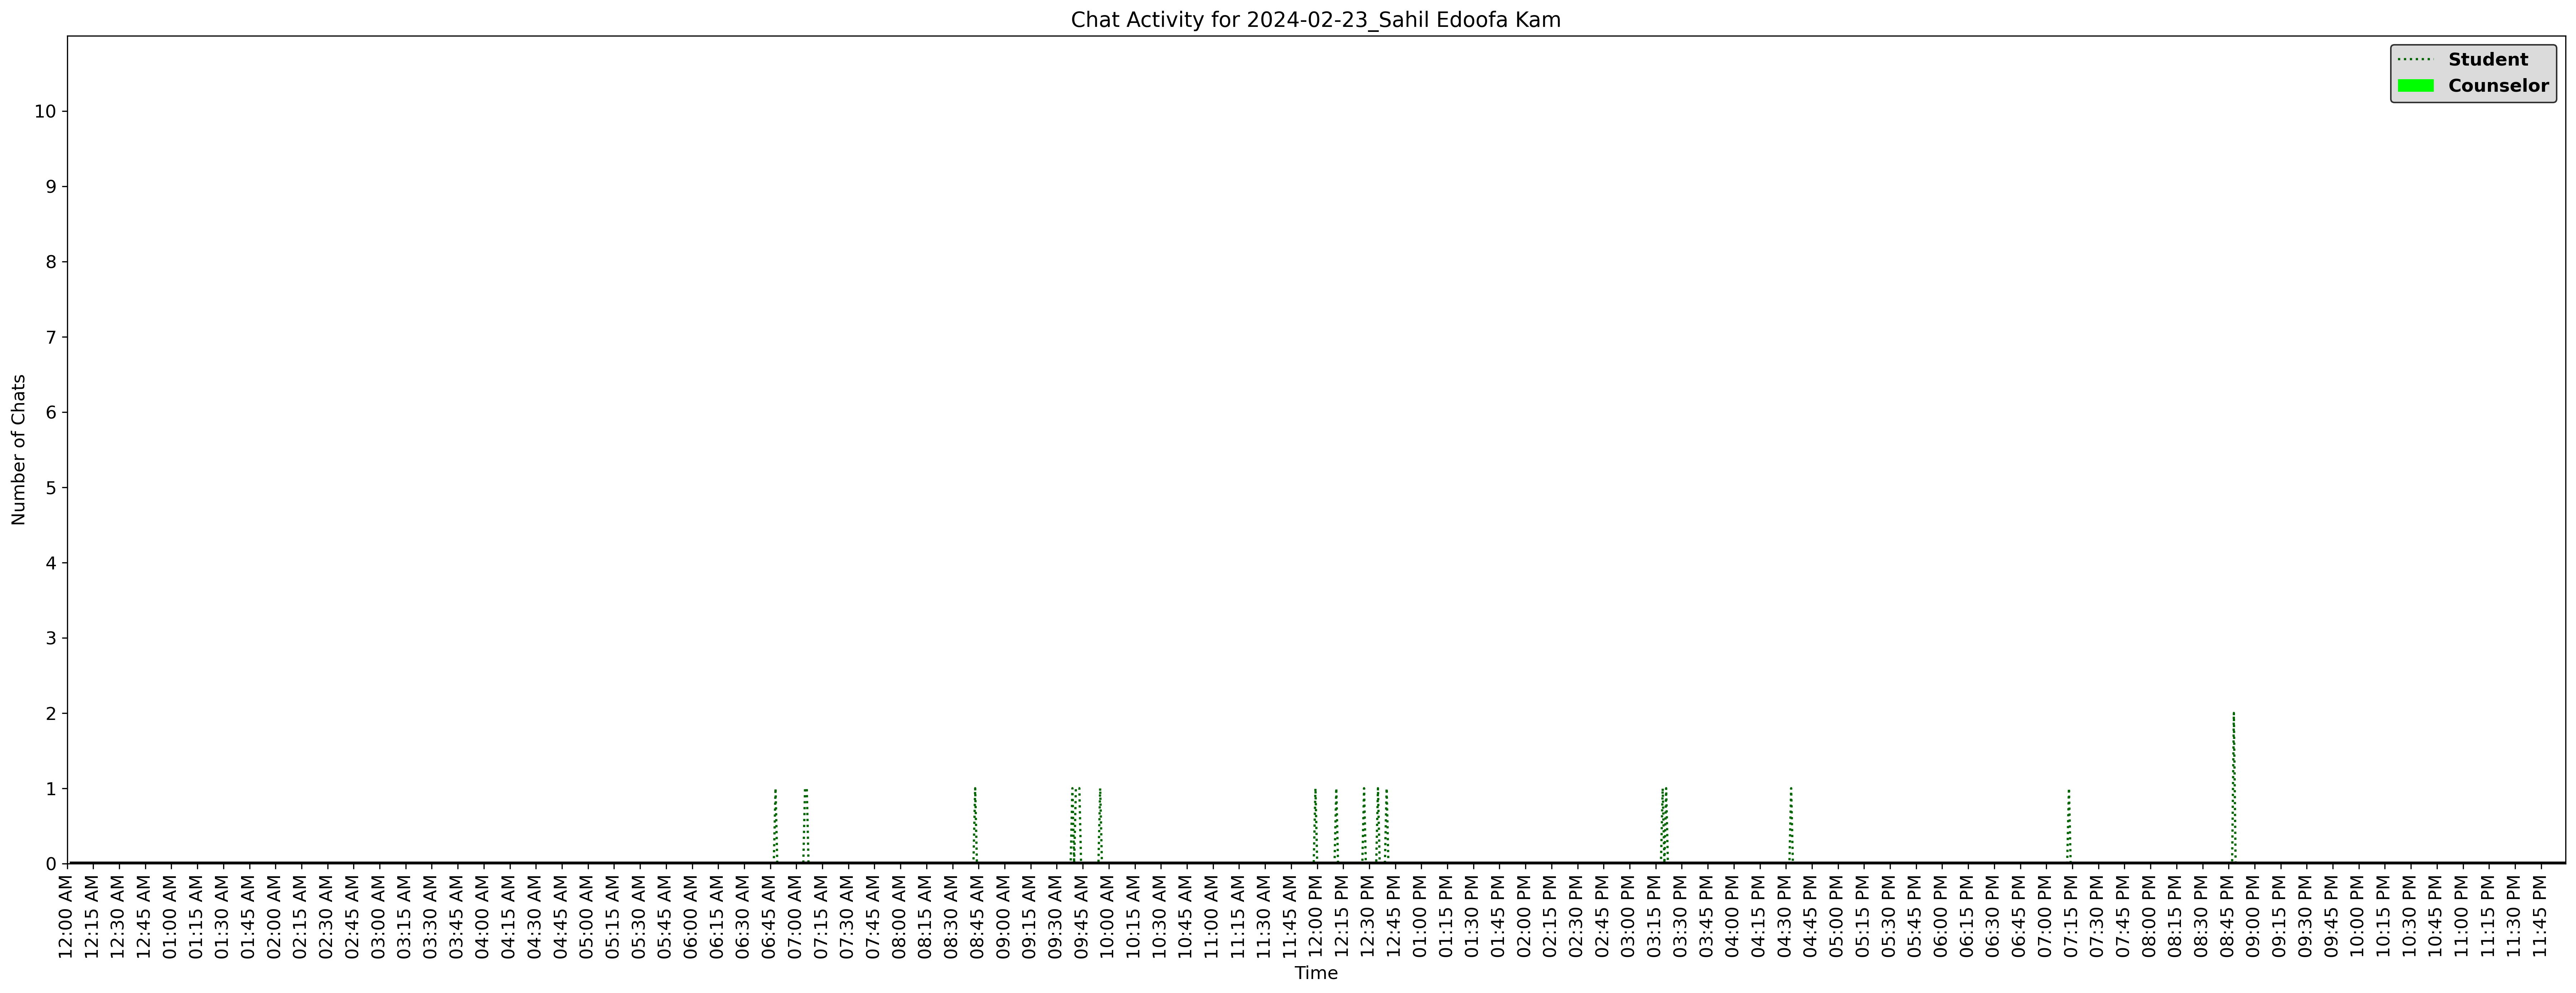 Chat Activity for 2024-02-23_Sahil Edoofa Kam
Student
Counselor
10
9
8
7
6
5
4
3
2
1
0
Number of Chats
12:00 AM
12:15 AM
12:30 AM
12:45 AM
01:00 AM
01:15 AM
01:30 AM
01:45 AM
02:00 AM
02:15 AM
02:30 AM
02:45 AM
03:00 AM
03:15 AM
03:30 AM
03:45 AM
04:00 AM
04:15 AM
04:30 AM
04:45 AM
05:00 AM
05:15 AM
05:30 AM
05:45 AM
06:00 AM
06:15 AM
06:30 AM
06:45 AM
07:00 AM
07:15 AM
07:30 AM
07:45 AM
08:00 AM
08:15 AM
08:30 AM
08:45 AM
09:00 AM
09:15 AM
09:30 AM
09:45 AM
10:00 AM
10:15 AM
10:30 AM
10:45 AM
11:00 AM
11:15 AM
11:30 AM
11:45 AM
12:00 PM
12:15 PM
12:30 PM
12:45 PM
01:00 PM
01:15 PM
01:30 PM
01:45 PM
02:00 PM
02:15 PM
02:30 PM
02:45 PM
03:00 PM
03:15 PM
03:30 PM
03:45 PM
04:00 PM
04:15 PM
04:30 PM
04:45 PM
05:00 PM
05:15 PM
05:30 PM
05:45 PM
06:00 PM
06:15 PM
06:30 PM
06:45 PM
07:00 PM
07:15 PM
07:30 PM
07:45 PM
08:00 PM
08:15 PM
08:30 PM
08:45 PM
09:00 PM
09:15 PM
09:30 PM
09:45 PM
10:00 PM
10:15 PM
10:30 PM
10:45 PM
11:00 PM
11:15 PM
11:30 PM
11:45 PM
Time